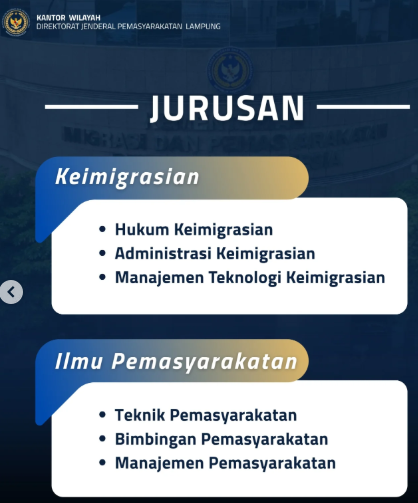 KANTOR WILAYAH
DIREKTORAT JENDERAL PEMASYARAKATAN LAMPUNG
JURUSAN
Keimigrasian
• Hukum Keimigrasian
• Administrasi Keimigrasian
• Manajemen Teknologi Keimigrasian
Ilmu Pemasyarakatan
• Teknik Pemasyarakatan
• Bimbingan Pemasyarakatan
• Manajemen Pemasyarakatan